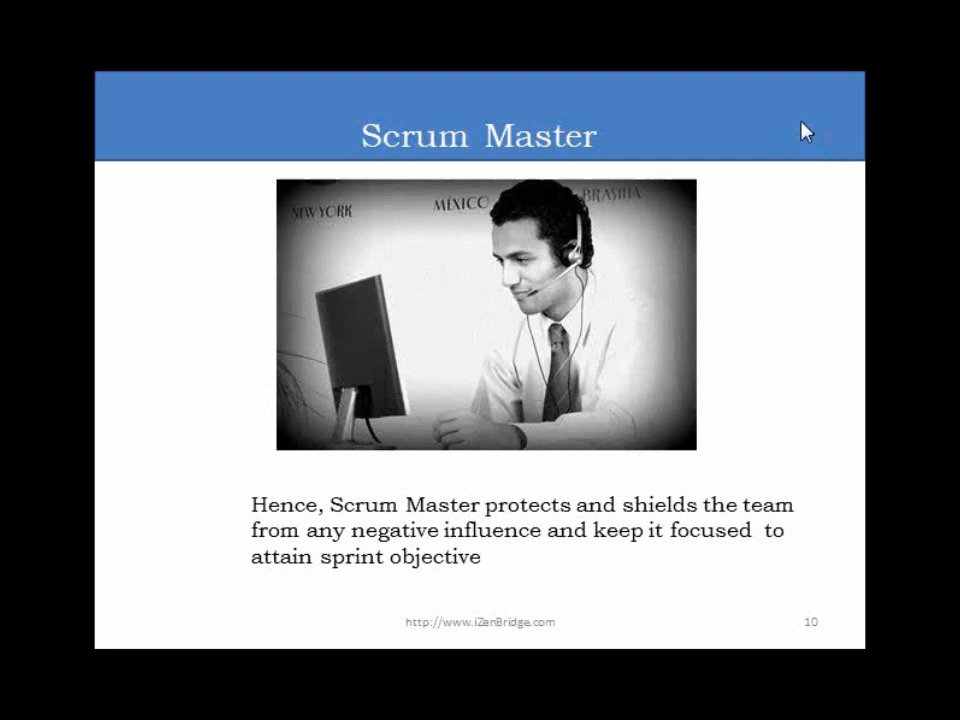 Scrum Master
NEW YORK
MÉXICO
BRASILIA
Hence, Scrum Master protects and shields the team
from any negative influence and keep it focused to
attain sprint objective
http://www.iZenBridge.com
10